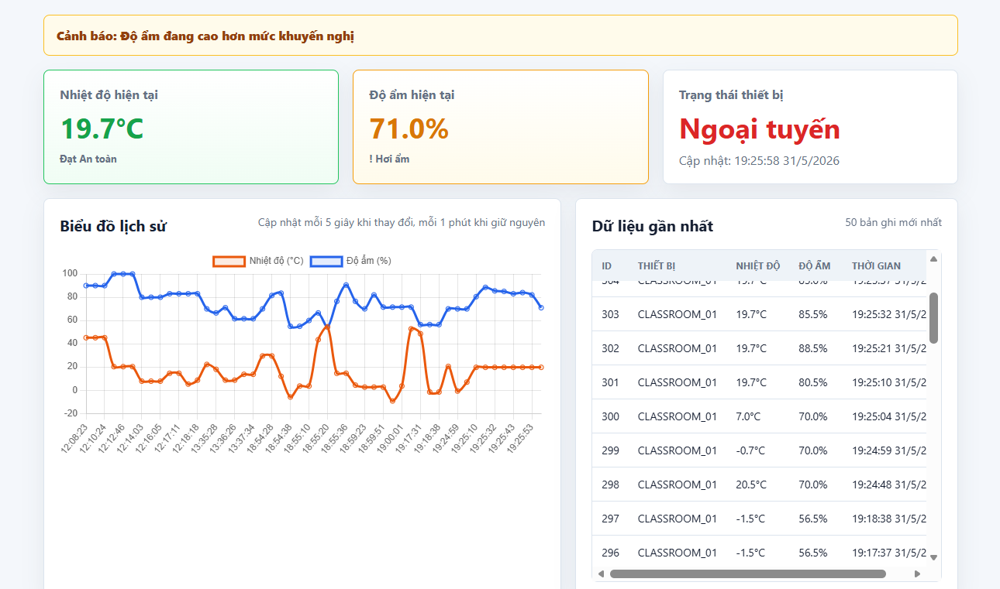 Cảnh báo: Độ ẩm đang cao hơn mức khuyến nghị
Nhiệt độ hiện tại
19.7°C
Đạt An toàn
Độ ẩm hiện tại
71.0%
! Hơi ẩm
Trạng thái thiết bị
Ngoại tuyến
Cập nhật: 19:25:58 31/5/2026
Biểu đồ lịch sử
Cập nhật mỗi 5 giây khi thay đổi, mỗi 1 phút khi giữ nguyên
Nhiệt độ (°C) Độ ẩm (%)
100
80
60
40
20
0
-20
12:08:23
12:10:24
12:12:46
12:14:03
12:16:05
12:17:11
12:18:18
13:35:28
13:36:26
13:37:34
18:54:28
18:54:38
18:55:10
18:55:20
18:55:36
18:59:23
18:59:51
19:00:01
19:17:31
19:18:38
19:24:59
19:25:10
19:25:32
19:25:43
19:25:53
Dữ liệu gần nhất
50 bản ghi mới nhất
ID THIẾT BỊ NHIỆT ĐỘ ĐỘ ẨM THỜI GIAN
304 CLASSROOM_01 19.7°C
303 CLASSROOM_01 19.7°C 85.5% 19:25:32 31/5/2
302 CLASSROOM_01 19.7°C 88.5% 19:25:21 31/5/2
301 CLASSROOM_01 19.7°C 80.5% 19:25:10 31/5/2
300 CLASSROOM_01 7.0°C 70.0% 19:25:04 31/5/2
299 CLASSROOM_01 -0.7°C 70.0% 19:24:59 31/5/2
298 CLASSROOM_01 20.5°C 70.0% 19:24:48 31/5/2
297 CLASSROOM_01 -1.5°C 56.5% 19:18:38 31/5/2
296 CLASSROOM_01 -1.5°C 56.5% 19:17:37 31/5/2